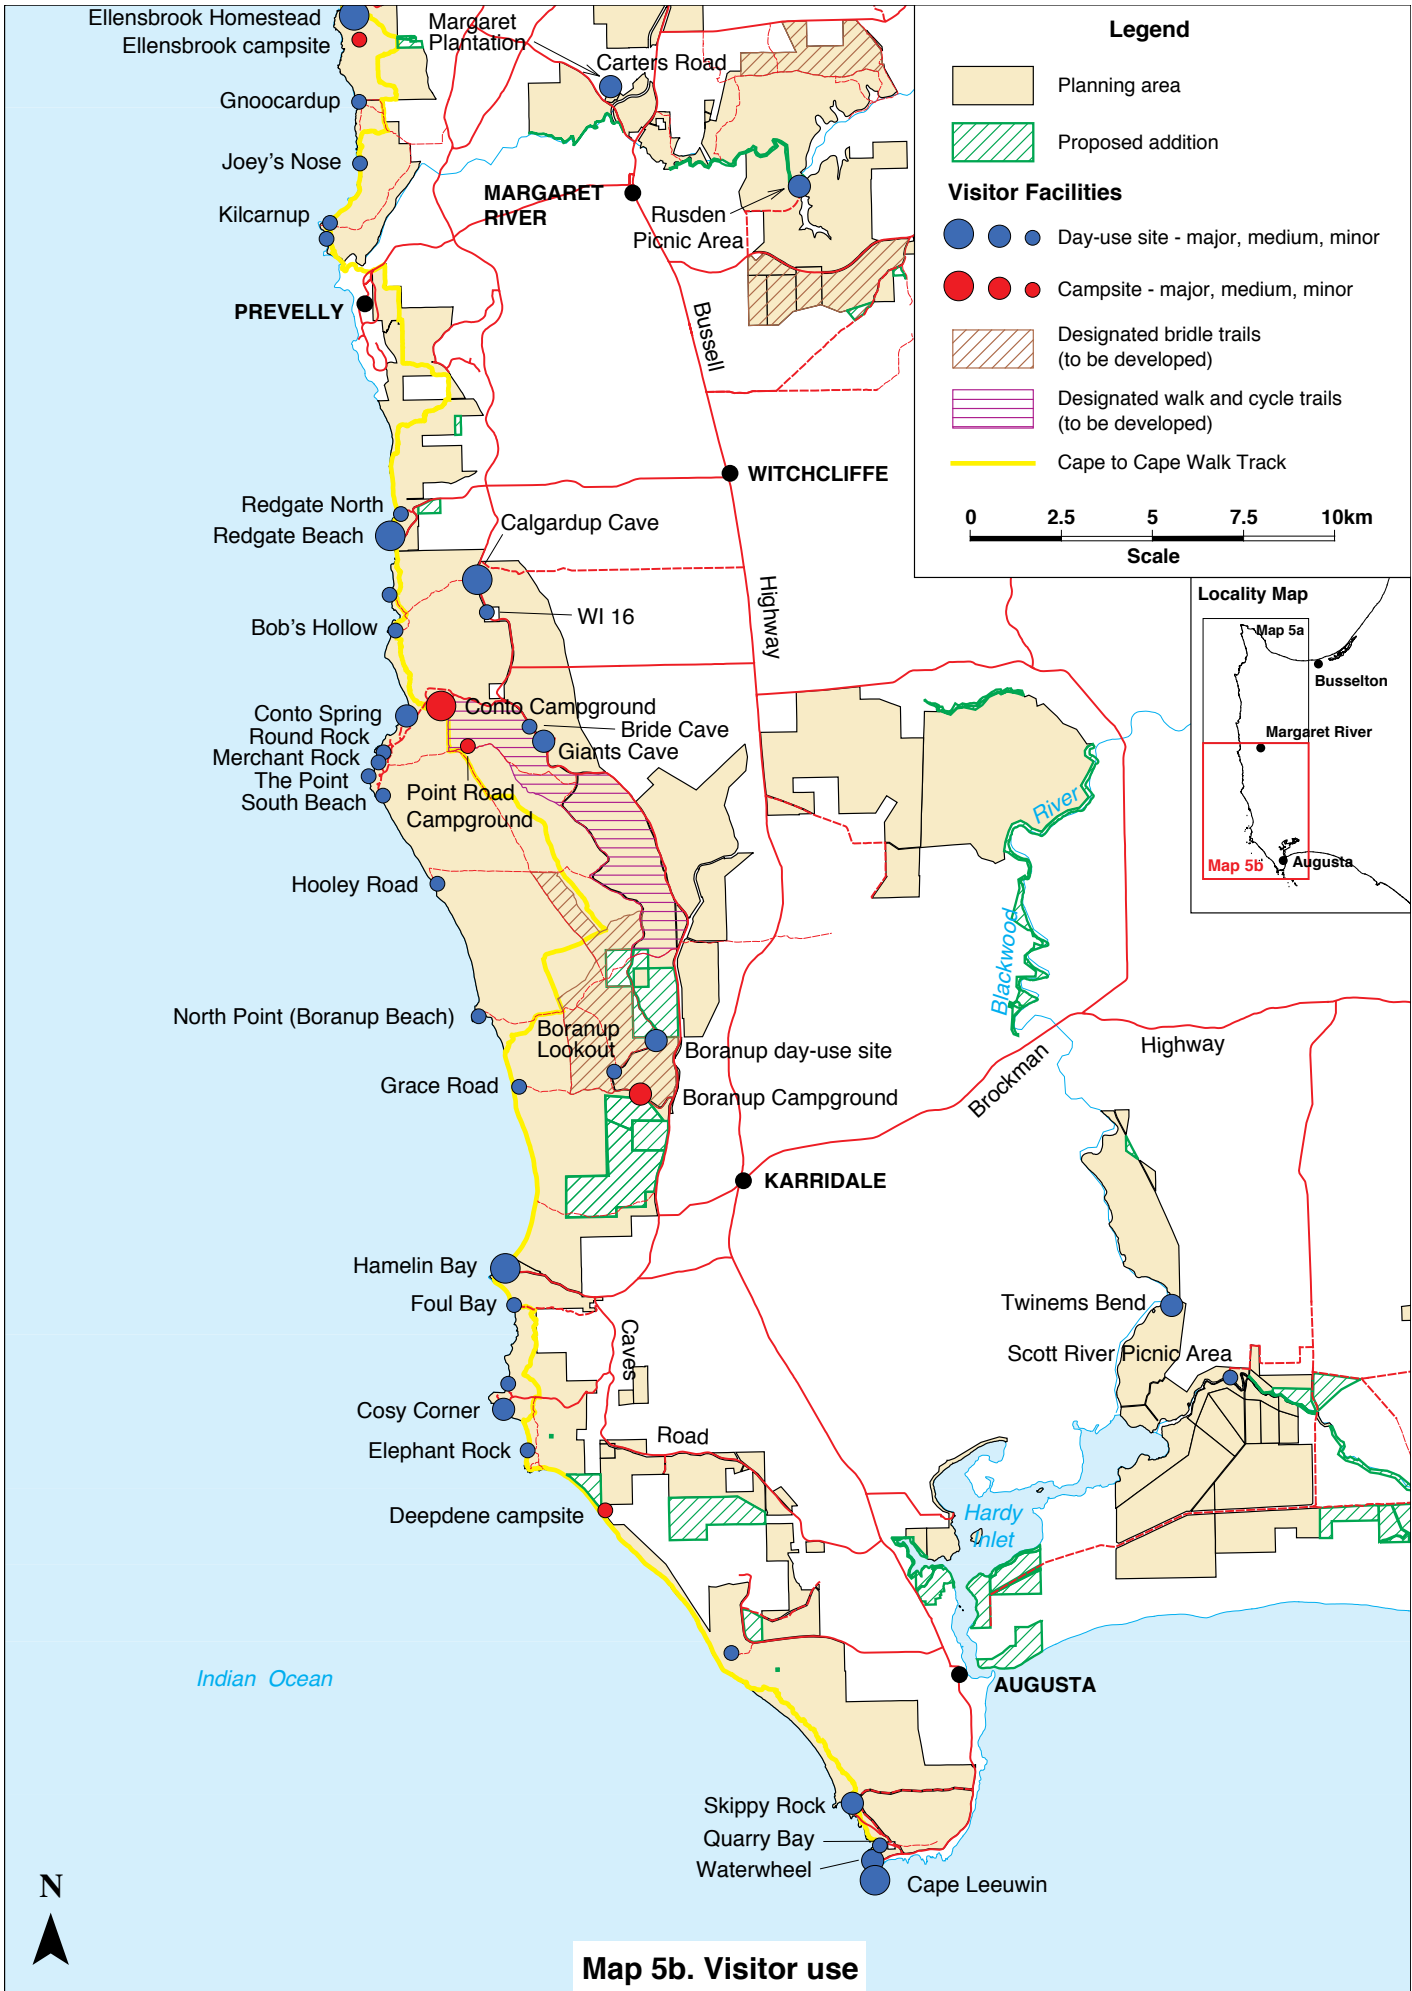 Ellensbrook Homestead
Ellensbrook campsite
Margaret
Plantation
Carters Road
Gnoocardup
Joey's Nose
Kilcarnup
MARGARET
RIVER
Rusden
Picnic Area
PREVELLY
Bussell
WITCHCLIFFE
Redgate North
Redgate Beach
Calgardup Cave
WI 16
Highway
Bob's Hollow
Conto Campground
Conto Spring
Bride Cave
Round Rock
Giants Cave
Merchant Rock
The Point
South Beach
Point Road
Campground
River
Hooley Road
Blackwood
North Point (Boranup Beach)
Boranup
Lookout
Boranup day-use site
Highway
Brockman
Grace Road
Boranup Campground
KARRIDALE
Hamelin Bay
Foul Bay
Twinems Bend
Caves
Scott River Picnic Area
Cosy Corner
Elephant Rock
Road
Deepdene campsite
Hardy
Inlet
Indian Ocean
AUGUSTA
Skippy Rock
Quarry Bay
Waterwheel
Cape Leeuwin
N
Map 5b. Visitor use
Legend
Planning area
Proposed addition
Visitor Facilities
Day-use site - major, medium, minor
Campsite - major, medium, minor
Designated bridle trails
(to be developed)
Designated walk and cycle trails
(to be developed)
Cape to Cape Walk Track
0 2.5 5 7.5 10km
Scale
Locality Map
Map 5a
Busselton
Margaret River
Map 5b
Augusta